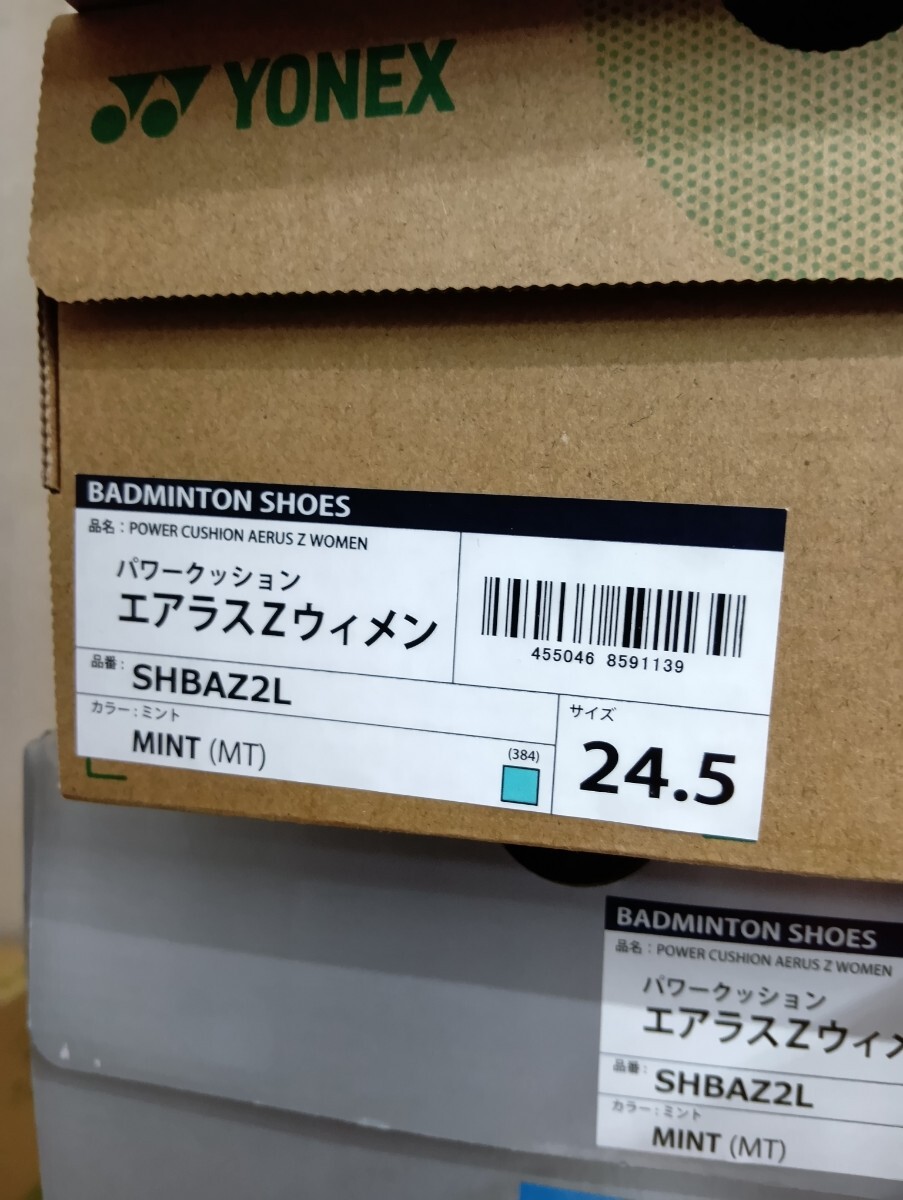 YONEX
BADMINTON SHOES
品名：POWER CUSHION AERUS Z WOMEN
パワークッション
エアラスZウィメン
455046 8591139
品番：
SHBAZ2L
カラー：ミント
MINT (MT)
(384)
サイズ
24.5
BADMINTON SHOES
品名：POWER CUSHION AERUS Z WOMEN
パワークッション
エアラスZウィメ
品番：
SHBAZ2L
カラー：ミント
MINT (MT)